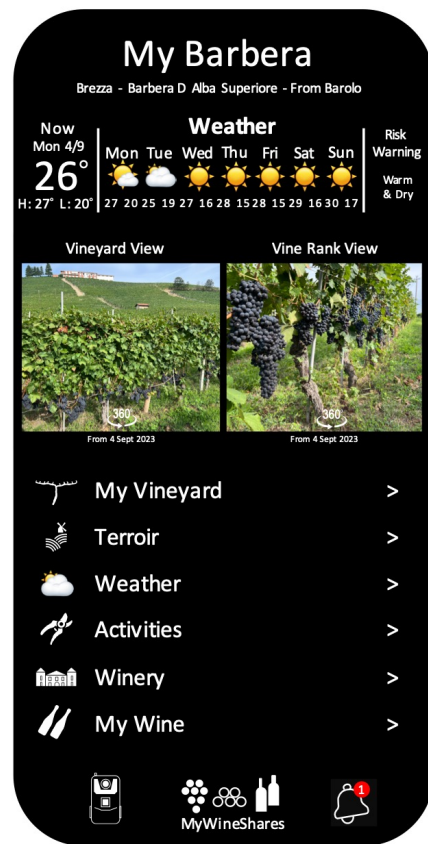 My Barbera
Brezza - Barbera D Alba Superiore - From Barolo
Now
Mon 4/9
26°
H: 27° L: 20°
Weather
Mon Tue Wed Thu Fri Sat Sun
27 20 25 19 27 16 28 15 28 15 29 16 30 17
Risk
Warning
Warm
& Dry
Vineyard View
Vine Rank View
360
360
From 4 Sept 2023
From 4 Sept 2023
My Vineyard >
Terroir >
Weather >
Activities >
Winery >
My Wine >
1
MyWineShares